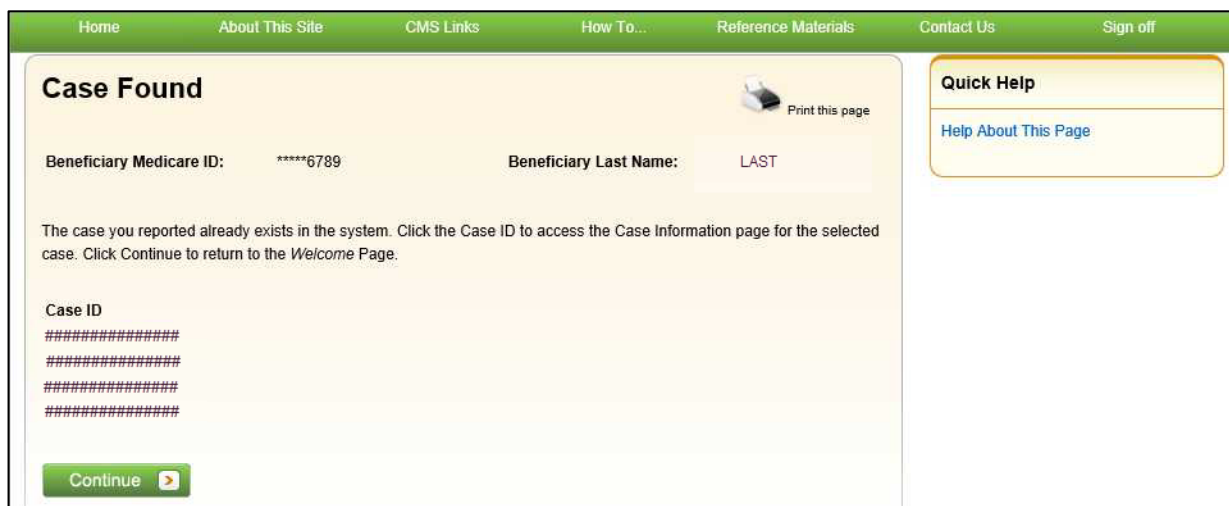 Home About This Site CMS Links How To... Reference Materials Contact Us Sign off
Case Found
Print this page
Beneficiary Medicare ID: *****6789 Beneficiary Last Name: LAST
The case you reported already exists in the system. Click the Case ID to access the Case Information page for the selected
case. Click Continue to return to the Welcome Page.
Case ID
###############
###############
###############
###############
Continue
Quick Help
Help About This Page